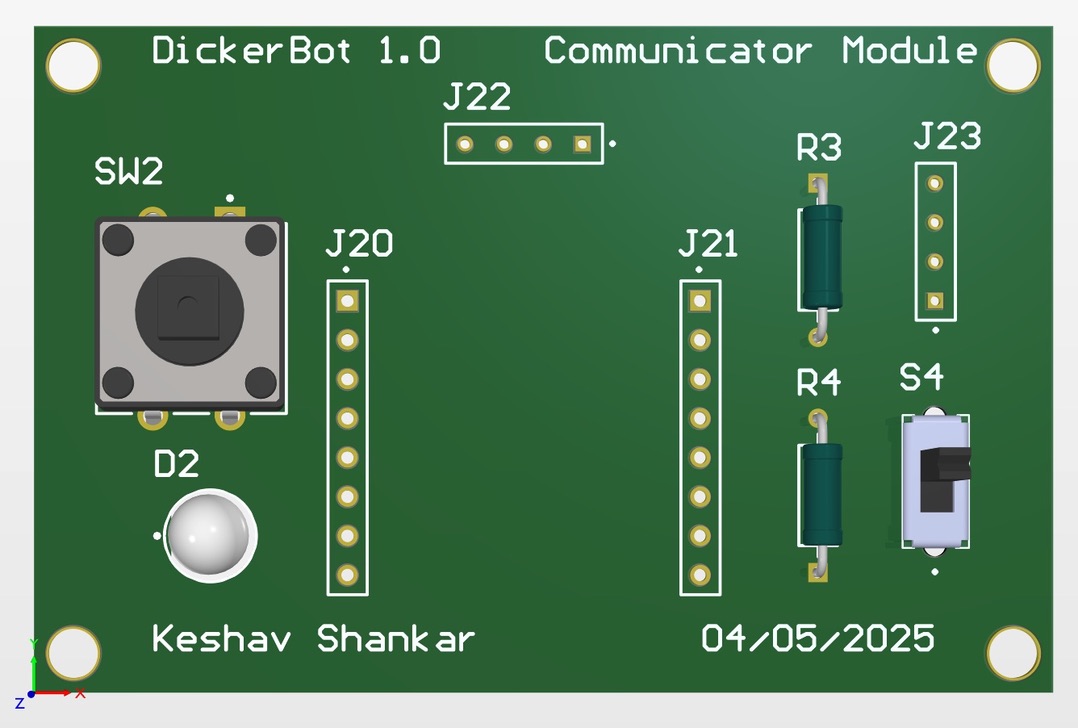 DickerBot 1.0 Communicator Module
J22
R3 J23
SW2
J20 J21
R4 S4
D2
Keshav Shankar 04/05/2025
Y
X
Z